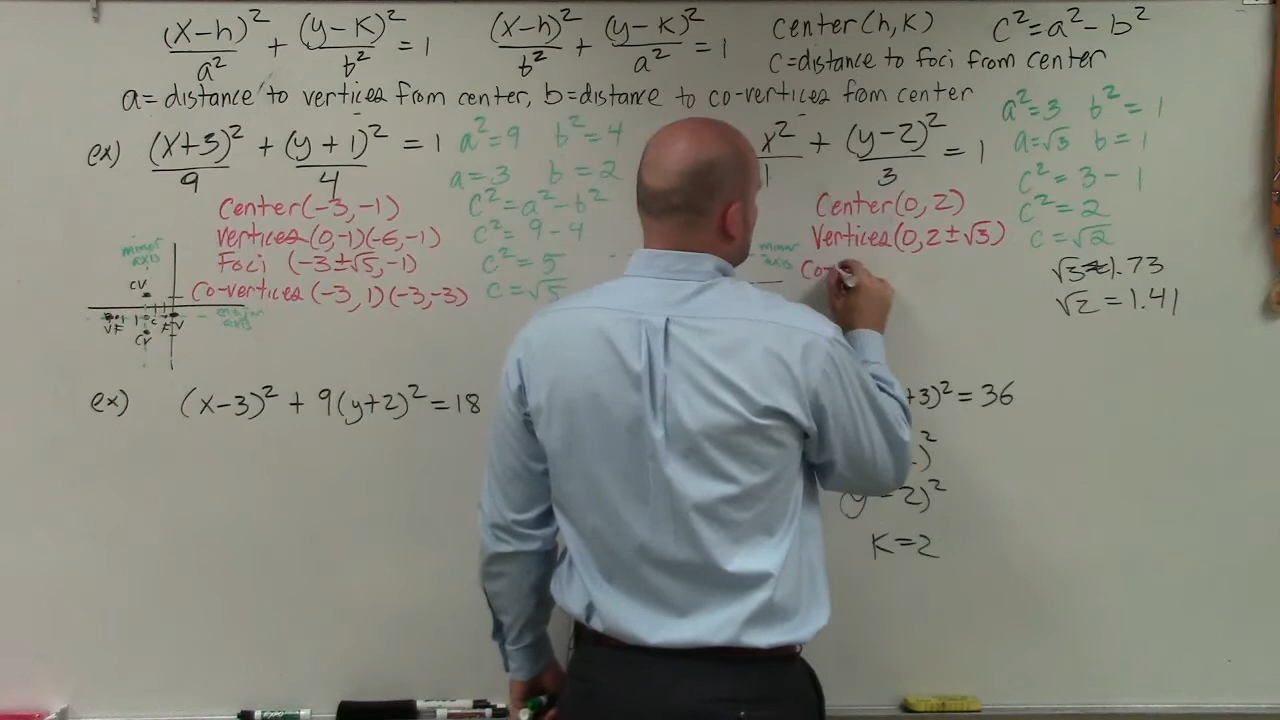 (x-h)²/a² + (y-k)²/b² = 1 (x-h)²/b² + (y-k)²/a² = 1 center(h,k) c²=a²-b²
c=distance to foci from center
a= distance to vertices from center, b=distance to co-vertices from center
ex) (x+3)²/9 + (y+1)²/4 = 1
a²=9 b²=4
a=3 b=2
c²=a²-b²
c²=9-4
c²=5
c=√5
Center(-3,-1)
Vertices(0,-1)(-6,-1)
Foci (-3±√5,-1)
Co-vertices(-3,1)(-3,-3)
minor axis
major axis
CV
V F C F V
CV
x²/1 + (y-2)²/3 = 1
a²=3 b²=1
a=√3 b=1
c²=3-1
c²=2
c=√2
Center(0,2)
Vertices(0,2±√3)
Co-
minor axis
√3≈1.73
√2=1.41
ex) (x-3)² + 9(y+2)²=18
+3)²=36
)²
(y-2)²
K=2